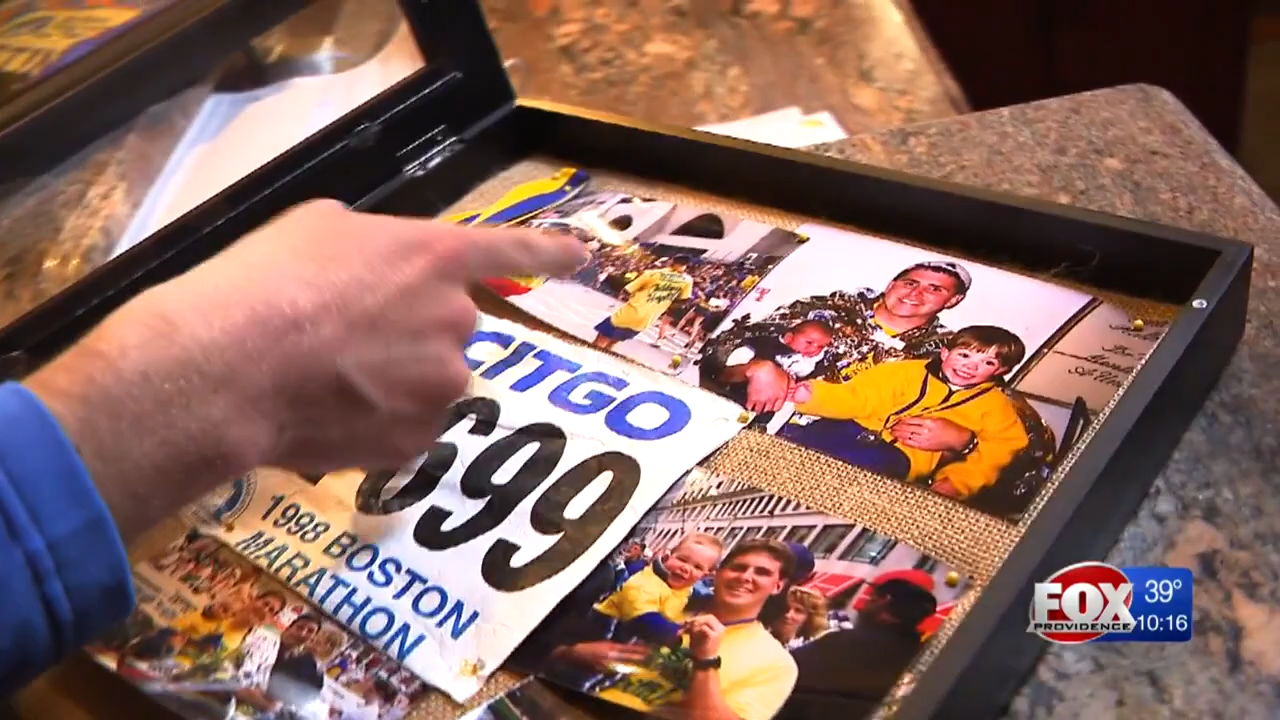 CITGO
699
1998 BOSTON
MARATHON
FOX
PROVIDENCE
39°
10:16